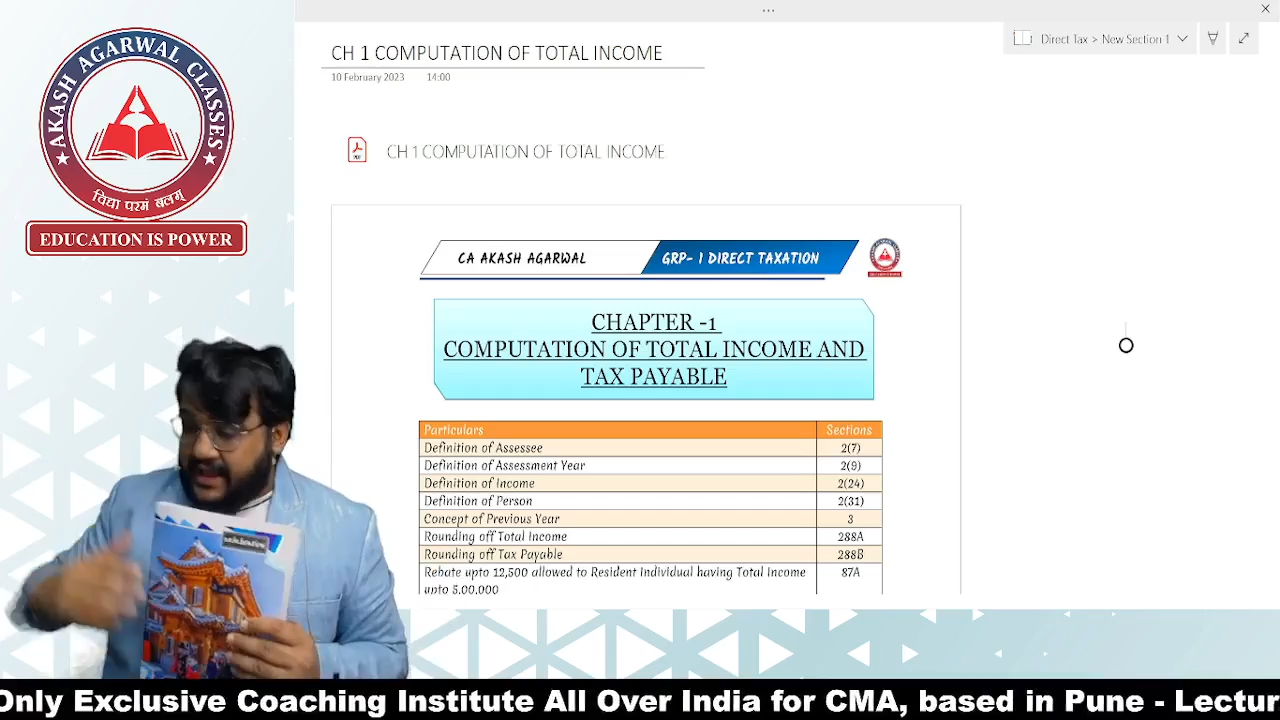 AKASH AGARWAL CLASSES
विद्या परमं बलम्
EDUCATION IS POWER
CH 1 COMPUTATION OF TOTAL INCOME
10 February 2023 14:00
Direct Tax > New Section 1
PDF
CH 1 COMPUTATION OF TOTAL INCOME
CA AKASH AGARWAL
GRP- 1 DIRECT TAXATION
CHAPTER -1
COMPUTATION OF TOTAL INCOME AND
TAX PAYABLE
Particulars Sections
Definition of Assessee 2(7)
Definition of Assessment Year 2(9)
Definition of Income 2(24)
Definition of Person 2(31)
Concept of Previous Year 3
Rounding off Total Income 288A
Rounding off Tax Payable 288B
Rebate upto 12,500 allowed to Resident Individual having Total Income 87A
upto 5,00,000
Only Exclusive Coaching Institute All Over India for CMA, based in Pune - Lectur